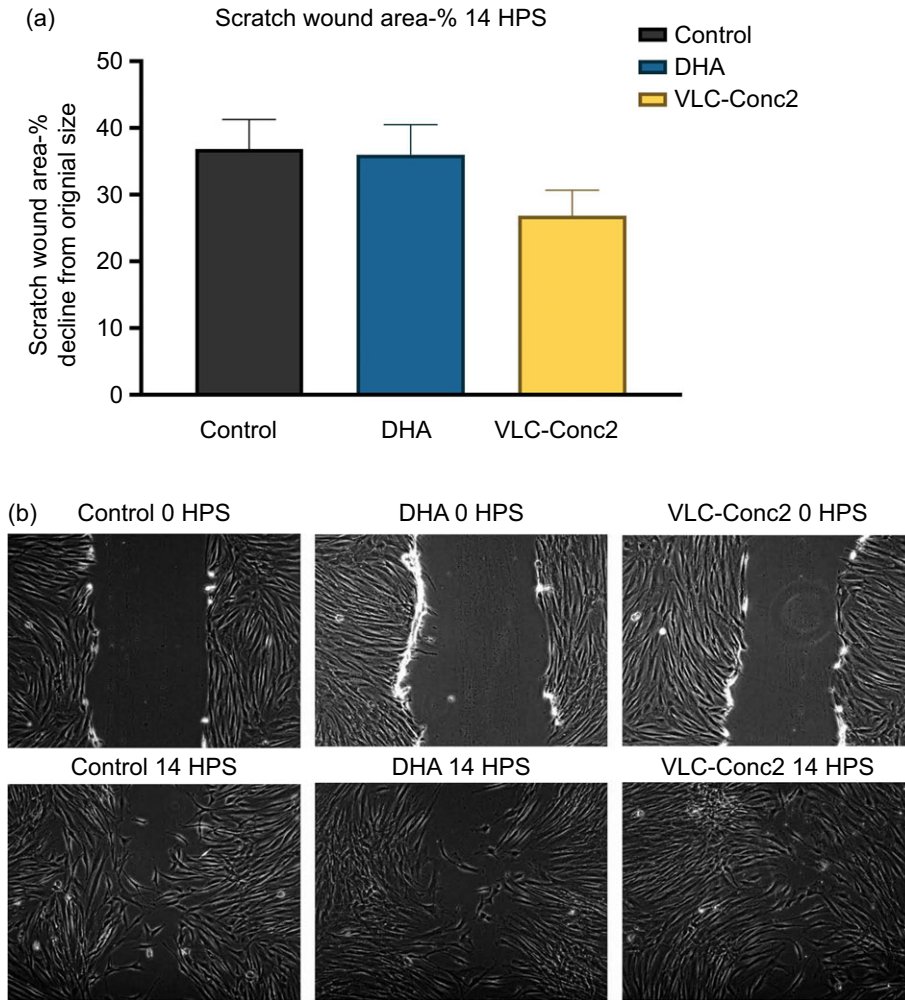 (a)
Scratch wound area-% 14 HPS
Control
DHA
VLC-Conc2
Scratch wound area-%
decline from orignial size
50
40
30
20
10
0
Control
DHA
VLC-Conc2
(b)
Control 0 HPS
DHA 0 HPS
VLC-Conc2 0 HPS
Control 14 HPS
DHA 14 HPS
VLC-Conc2 14 HPS